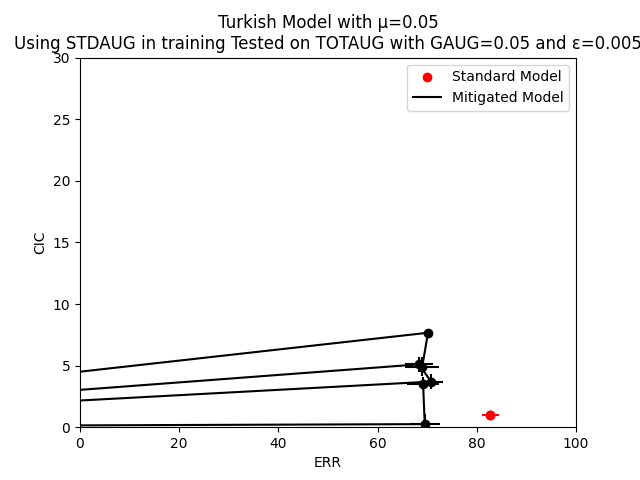 Turkish Model with μ=0.05
Using STDAUG in training Tested on TOTAUG with GAUG=0.05 and ε=0.005
30
25
20
15
10
5
0
CIC
Standard Model
Mitigated Model
0 20 40 60 80 100
ERR